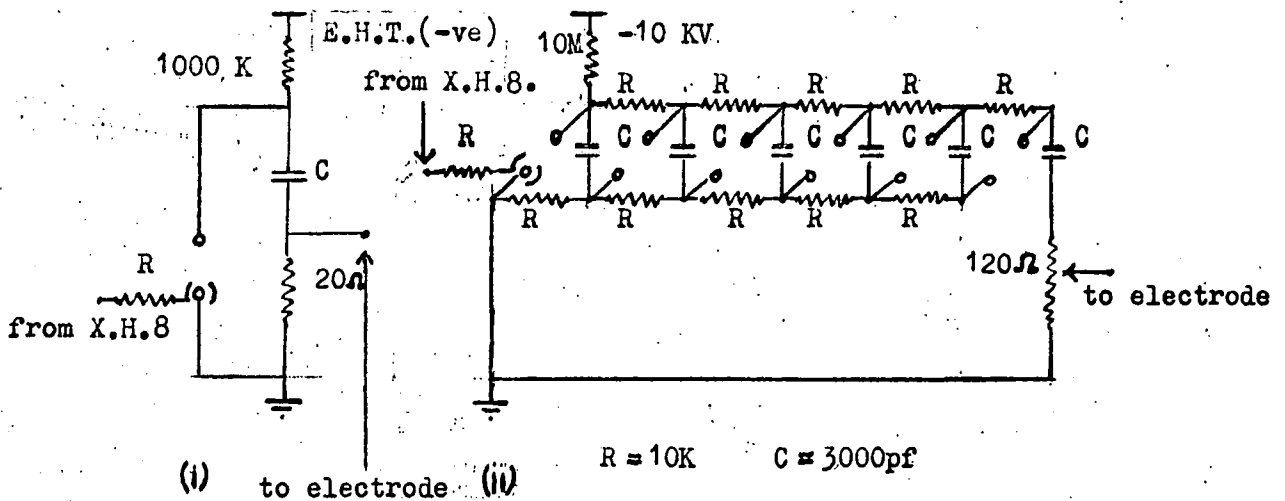 E.H.T.(-ve)
1000 K
from X.H.8.
10M
-10 KV
R
R
R
R
R
R
C
C
C
C
C
C
C
R
R
R
R
R
R
20Ω
from X.H.8
120Ω
to electrode
R = 10K C = 3000pf
(i) to electrode (ii)